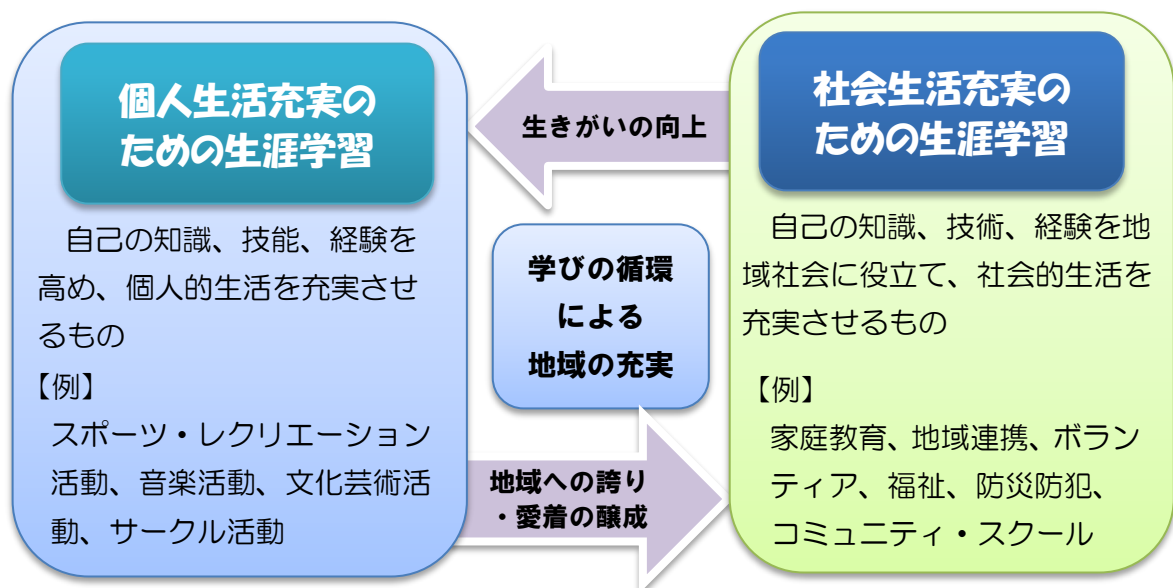 個人生活充実の
ための生涯学習
自己の知識、技能、経験を
高め、個人的生活を充実させ
るもの
【例】
スポーツ・レクリエーション
活動、音楽活動、文化芸術活
動、サークル活動
生きがいの向上
学びの循環
による
地域の充実
地域への誇り
・愛着の醸成
社会生活充実の
ための生涯学習
自己の知識、技術、経験を地
域社会に役立て、社会的生活を
充実させるもの
【例】
家庭教育、地域連携、ボラン
ティア、福祉、防災防犯、
コミュニティ・スクール